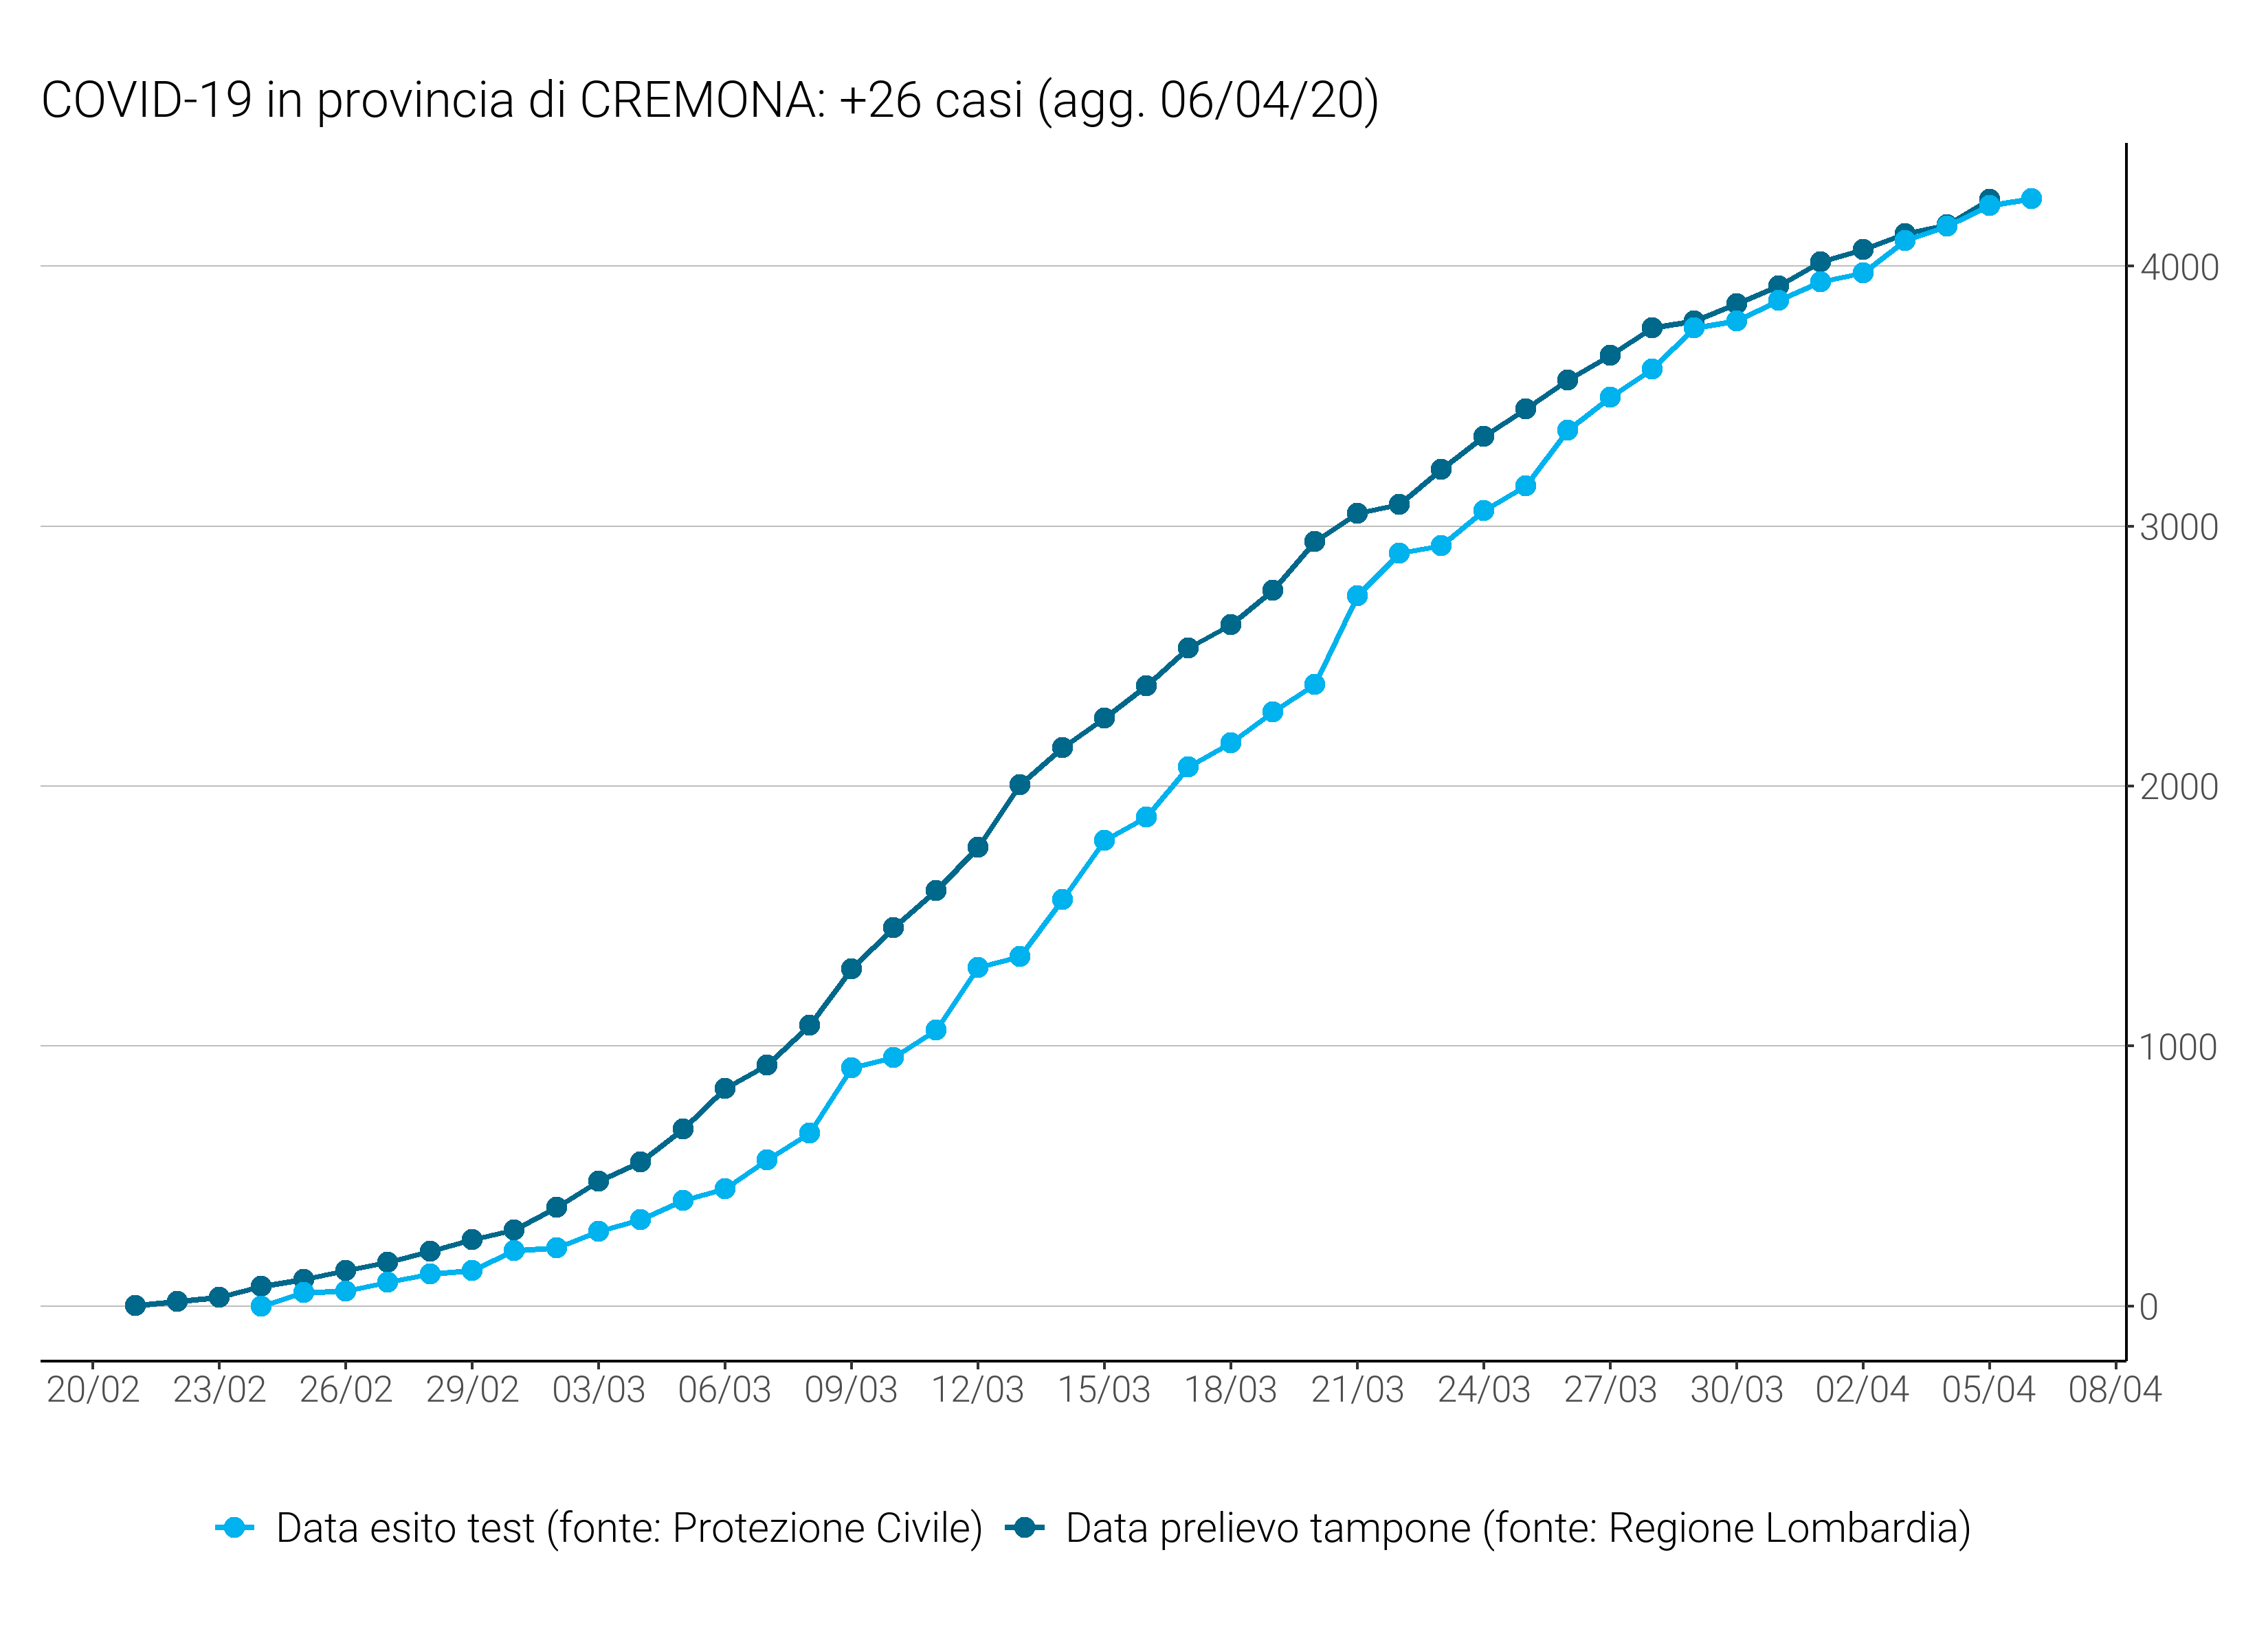 COVID-19 in provincia di CREMONA: +26 casi (agg. 06/04/20)
4000
3000
2000
1000
0
20/02 23/02 26/02 29/02 03/03 06/03 09/03 12/03 15/03 18/03 21/03 24/03 27/03 30/03 02/04 05/04 08/04
Data esito test (fonte: Protezione Civile) Data prelievo tampone (fonte: Regione Lombardia)